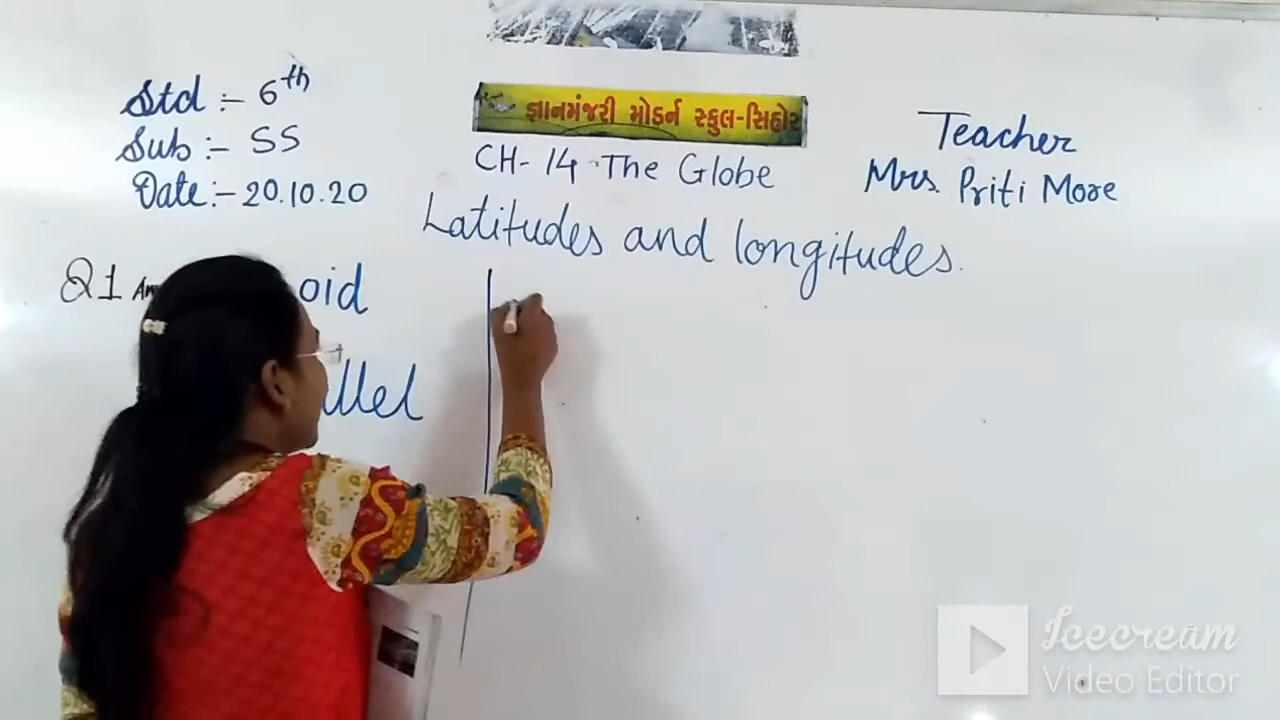 Std :- 6th
Sub :- SS
Date :- 20.10.20
જ્ઞાનમંજરી મોડર્ન સ્કુલ-સિહોર
CH- 14 The Globe
Latitudes and longitudes.
Teacher
Mrs. Priti More
Q1
oid
llel
Icecream
Video Editor